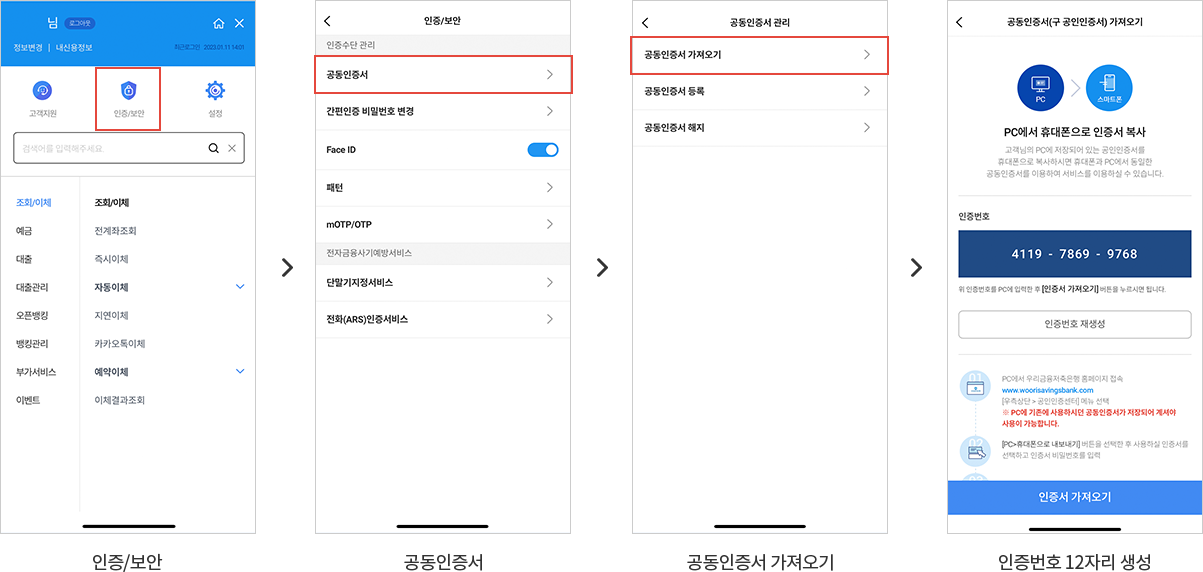 님 로그아웃
정보변경 | 내신용정보
최근로그인 2023.01.11 14:01
고객지원
인증/보안
설정
검색어를 입력해주세요.
조회/이체
예금
대출
대출관리
오픈뱅킹
뱅킹관리
부가서비스
이벤트
조회/이체
전계좌조회
즉시이체
자동이체
지연이체
카카오톡이체
예약이체
이체결과조회
인증/보안
인증/보안
인증수단 관리
공동인증서
간편인증 비밀번호 변경
Face ID
패턴
mOTP/OTP
전자금융사기예방서비스
단말기지정서비스
전화(ARS)인증서비스
공동인증서
공동인증서 관리
공동인증서 가져오기
공동인증서 등록
공동인증서 해지
공동인증서 가져오기
공동인증서(구 공인인증서) 가져오기
PC
스마트폰
PC에서 휴대폰으로 인증서 복사
고객님의 PC에 저장되어 있는 공인인증서를
휴대폰으로 복사하시면 휴대폰과 PC에서 동일한
공동인증서를 이용하여 서비스를 이용하실 수 있습니다.
인증번호
4119 - 7869 - 9768
위 인증번호를 PC에 입력한 후 [인증서 가져오기] 버튼을 누르시면 됩니다.
인증번호 재생성
01
PC에서 우리금융저축은행 홈페이지 접속
www.woorisavingsbank.com
[우측상단 > 공인인증센터] 메뉴 선택
※ PC에 기존에 사용하시던 공동인증서가 저장되어 계셔야
사용이 가능합니다.
02
[PC>휴대폰으로 내보내기] 버튼을 선택한 후 사용하실 인증서를
선택하고 인증서 비밀번호를 입력
인증서 가져오기
인증번호 12자리 생성